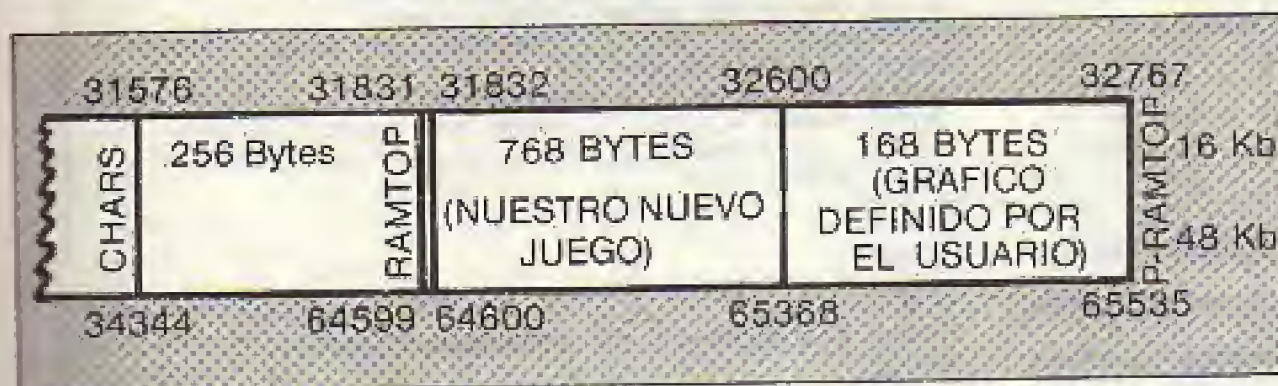 31576 31831 31832 32600 32767
CHARS
256 Bytes
RAMTOP
768 BYTES
(NUESTRO NUEVO
JUEGO)
168 BYTES
(GRAFICO
DEFINIDO POR
EL USUARIO)
P-RAMTOP
16 Kb
48 Kb
34344 64599 64600 65368 65535